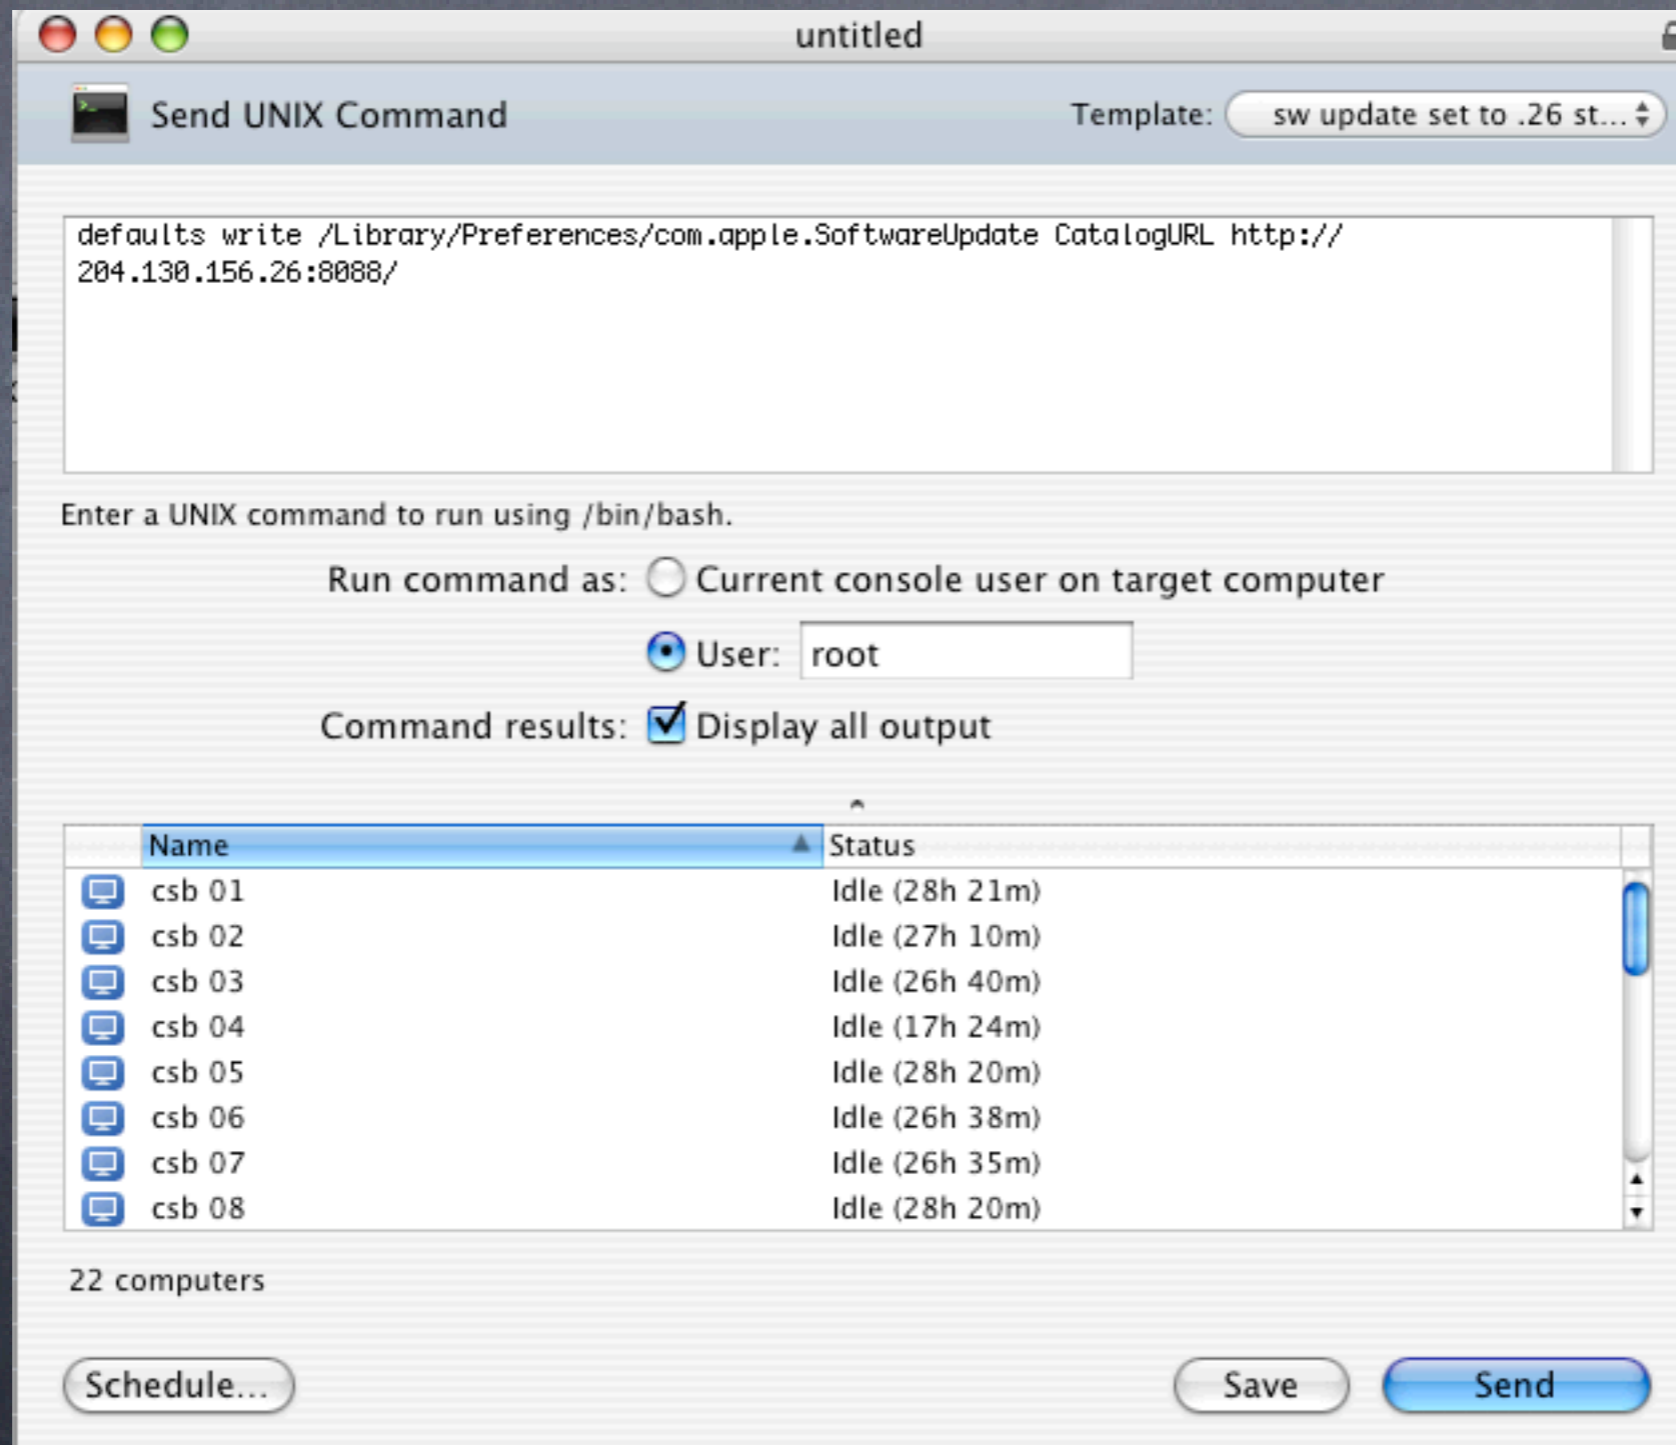 untitled
Send UNIX Command
Template: sw update set to .26 st...
defaults write /Library/Preferences/com.apple.SoftwareUpdate CatalogURL http://
204.130.156.26:8088/
Enter a UNIX command to run using /bin/bash.
Run command as: Current console user on target computer
User: root
Command results: Display all output
Name Status
csb 01 Idle (28h 21m)
csb 02 Idle (27h 10m)
csb 03 Idle (26h 40m)
csb 04 Idle (17h 24m)
csb 05 Idle (28h 20m)
csb 06 Idle (26h 38m)
csb 07 Idle (26h 35m)
csb 08 Idle (28h 20m)
22 computers
Schedule... Save Send